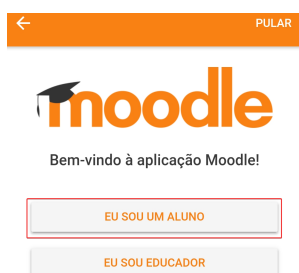 PULAR
moodle
Bem-vindo à aplicação Moodle!
EU SOU UM ALUNO
EU SOU EDUCADOR